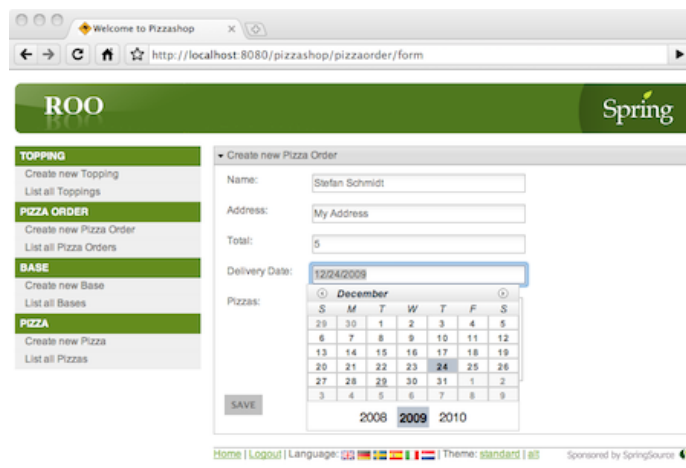 Welcome to Pizzashop
http://localhost:8080/pizzashop/pizzaorder/form
ROO
Spring
TOPPING
Create new Topping
List all Toppings
PIZZA ORDER
Create new Pizza Order
List all Pizza Orders
BASE
Create new Base
List all Bases
PIZZA
Create new Pizza
List all Pizzas
Create new Pizza Order
Name: Stefan Schmidt
Address: My Address
Total: 5
Delivery Date: 12/24/2009
Pizzas:
December
S M T W T F S
29 30 1 2 3 4 5
6 7 8 9 10 11 12
13 14 15 16 17 18 19
20 21 22 23 24 25 26
27 28 29 30 31 1 2
3 4 5 6 7 8 9
2008 2009 2010
SAVE
Home | Logout | Language: | Theme: standard | alt
Sponsored by SpringSource